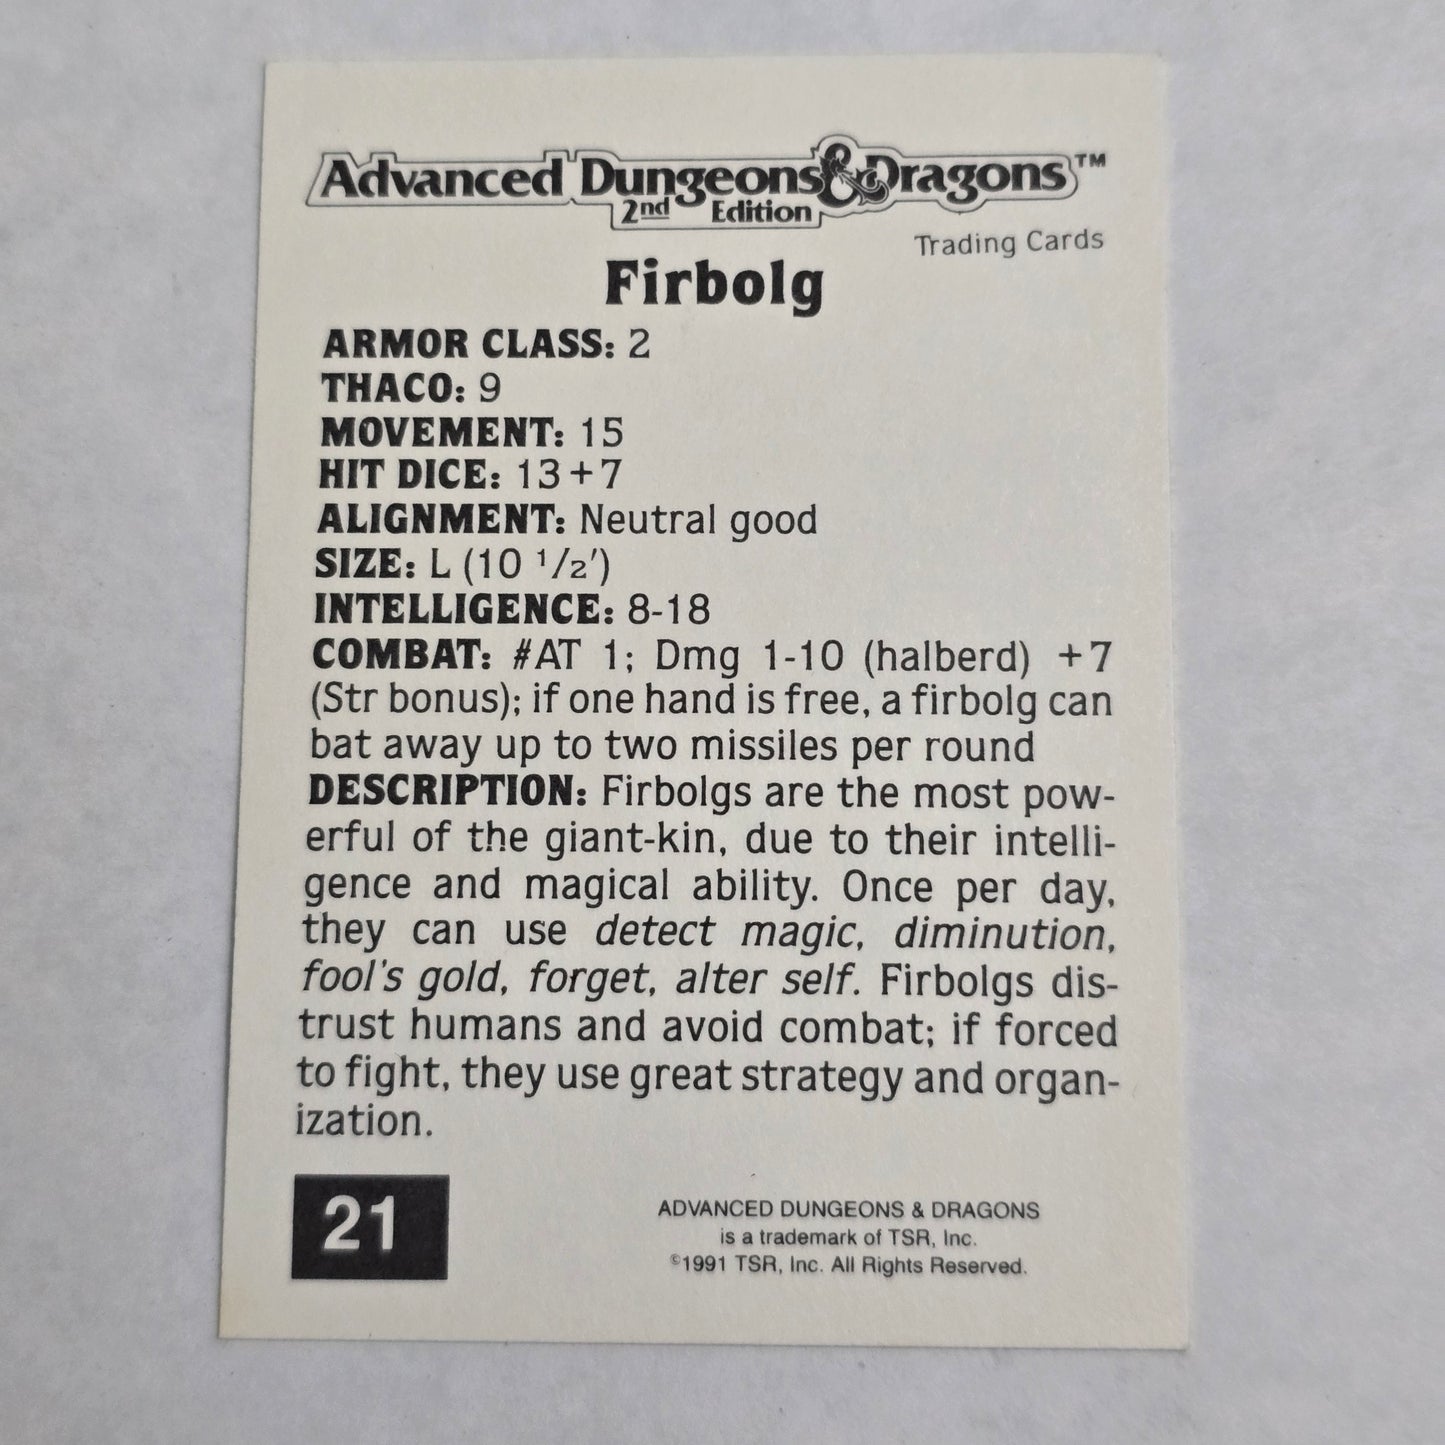 Advanced Dungeons & Dragons™
2nd Edition
Trading Cards
Firbolg
ARMOR CLASS: 2
THACO: 9
MOVEMENT: 15
HIT DICE: 13+7
ALIGNMENT: Neutral good
SIZE: L (10 1/2')
INTELLIGENCE: 8-18
COMBAT: #AT 1; Dmg 1-10 (halberd) +7
(Str bonus); if one hand is free, a firbolg can
bat away up to two missiles per round
DESCRIPTION: Firbolgs are the most pow-
erful of the giant-kin, due to their intelli-
gence and magical ability. Once per day,
they can use detect magic, diminution,
fool's gold, forget, alter self. Firbolgs dis-
trust humans and avoid combat; if forced
to fight, they use great strategy and organ-
ization.
21
ADVANCED DUNGEONS & DRAGONS
is a trademark of TSR, Inc.
©1991 TSR, Inc. All Rights Reserved.